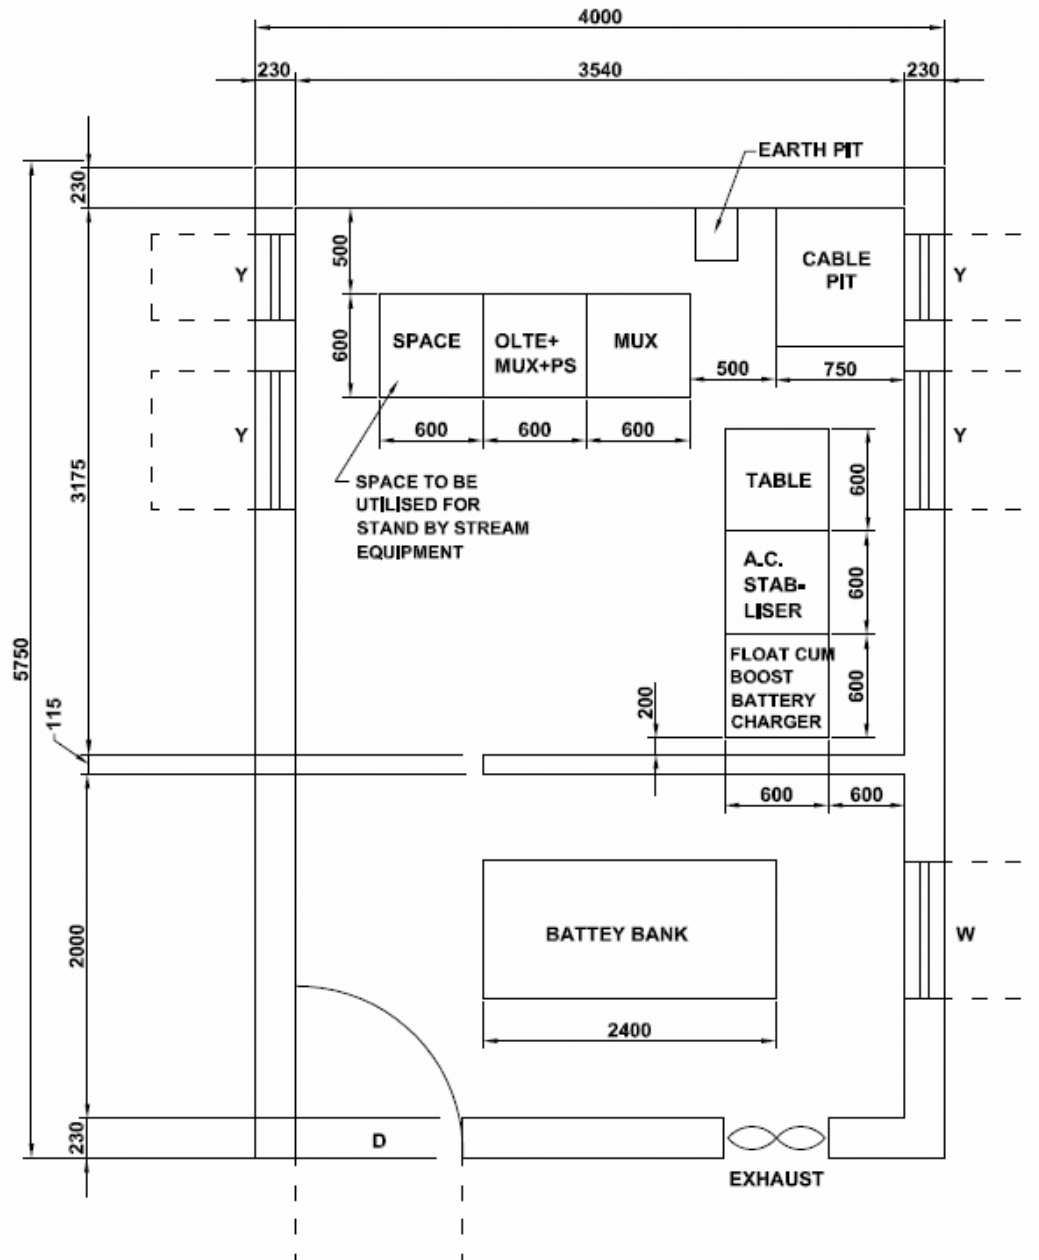 4000
230
3540
230
EARTH PIT
230
500
Y
CABLE
PIT
Y
600
SPACE
OLTE+
MUX+PS
MUX
500
750
600
600
600
Y
Y
3175
SPACE TO BE
UTILISED FOR
STAND BY STREAM
EQUIPMENT
TABLE
600
A.C.
STAB-
LISER
600
5750
FLOAT CUM
BOOST
BATTERY
CHARGER
600
200
115
600
600
2000
BATTEY BANK
W
2400
230
D
EXHAUST